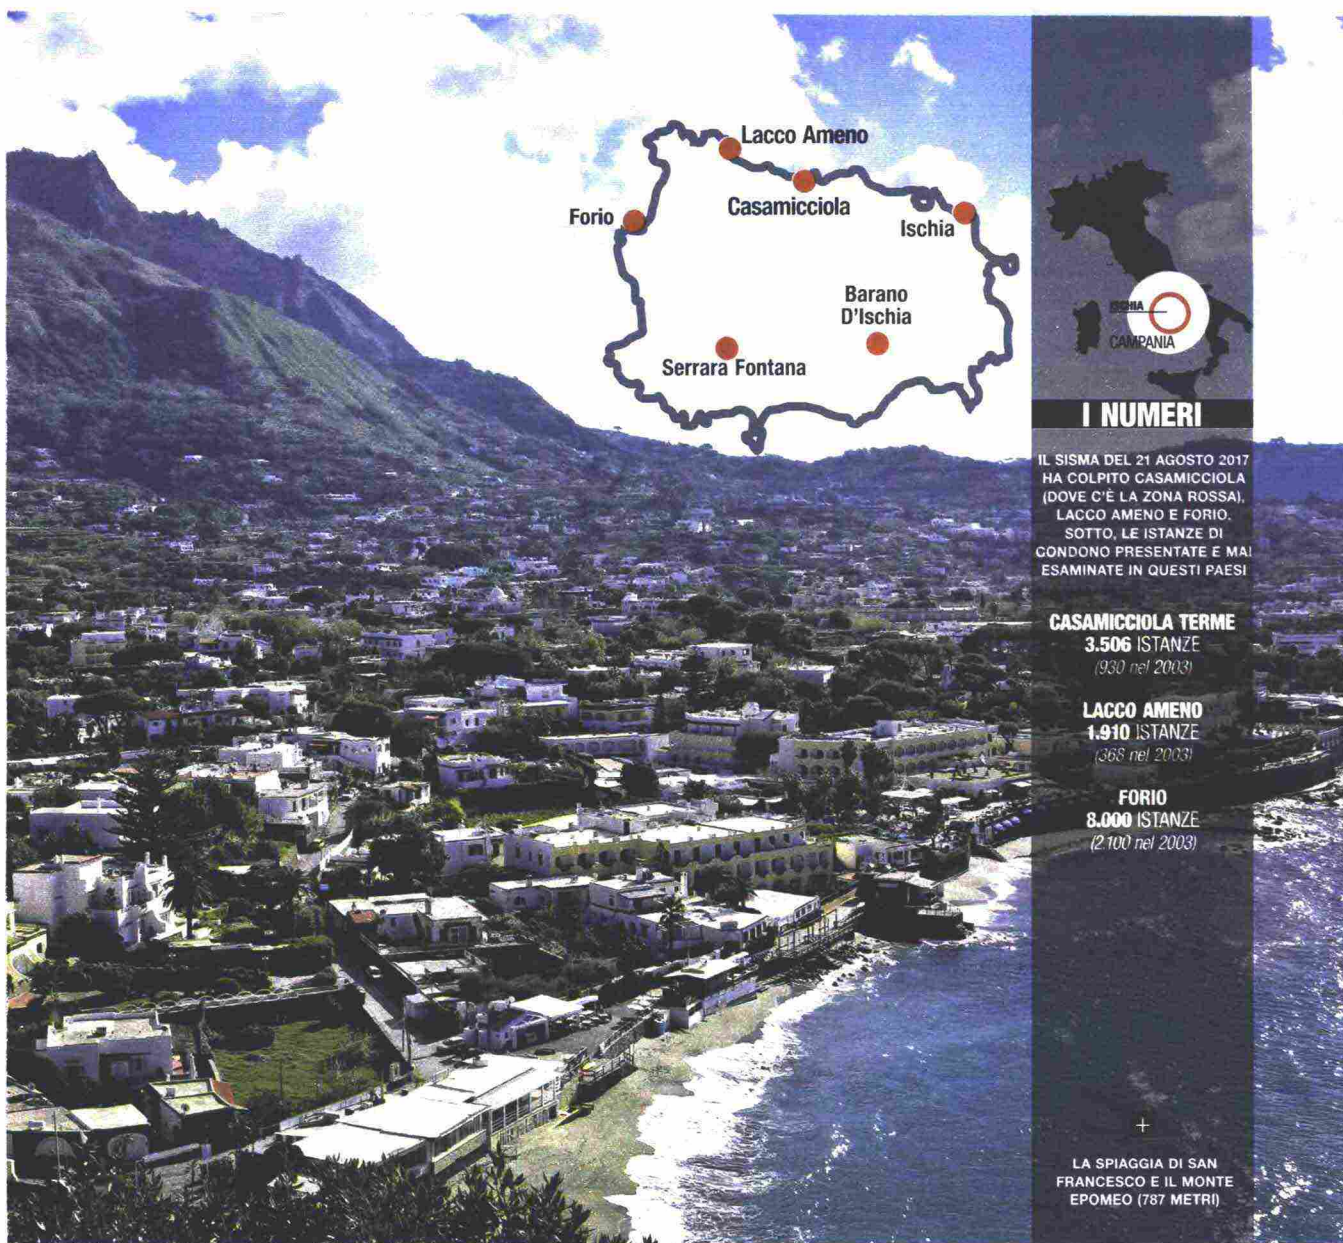 Lacco Ameno
Casamicciola
Forio
Ischia
Barano
D'Ischia
Serrara Fontana
ISCHIA
CAMPANIA
I NUMERI
IL SISMA DEL 21 AGOSTO 2017
HA COLPITO CASAMICCIOLA
(DOVE C'È LA ZONA ROSSA),
LACCO AMENO E FORIO.
SOTTO, LE ISTANZE DI
CONDONO PRESENTATE E MAI
ESAMINATE IN QUESTI PAESI
CASAMICCIOLA TERME
3.506 ISTANZE
(930 nel 2003)
LACCO AMENO
1.910 ISTANZE
(368 nel 2003)
FORIO
8.000 ISTANZE
(2.100 nel 2003)
+
LA SPIAGGIA DI SAN
FRANCESCO E IL MONTE
EPOMEO (787 METRI)